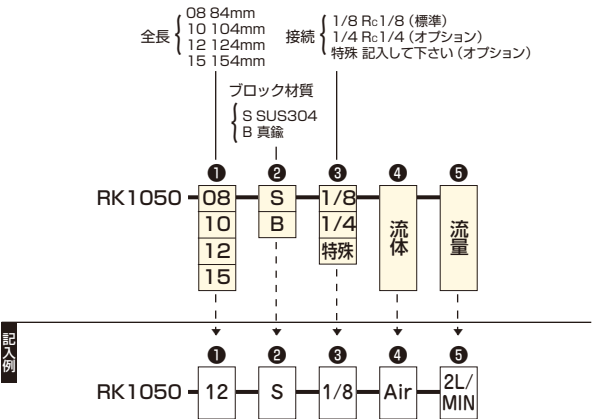 08 84mm
10 104mm
12 124mm
15 154mm
全長
接続
1/8 Rc1/8（標準）
1/4 Rc1/4（オプション）
特殊 記入して下さい（オプション）
ブロック材質
S SUS304
B 真鍮
❶ ❷ ❸ ❹ ❺
RK1050 08 S 1/8 流体 流量
10 B 1/4
12 特殊
15
記入例
❶ ❷ ❸ ❹ ❺
RK1050 12 S 1/8 Air 2L/
MIN